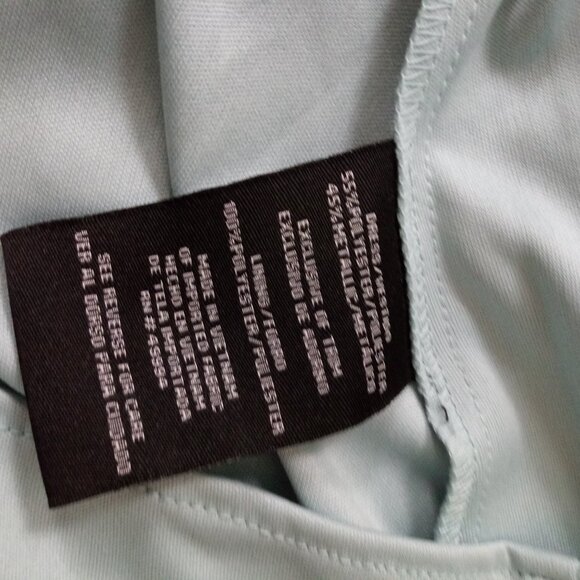 DRESS/VESTIDO
55%POLYESTER/POLIESTER
45%METALLIC/METALICO
EXCLUSIVE OF TRIM
EXCLUSIVO DE ADORNO
LINING/FORRO
100%POLYESTER/POLIESTER
MADE IN VIETNAM
OF IMPORTED FABRIC
HECHO EN VIETNAM
DE TELA IMPORTADA
RN #:45994
SEE REVERSE FOR CARE
VER AL DORSO PARA CUIDADO